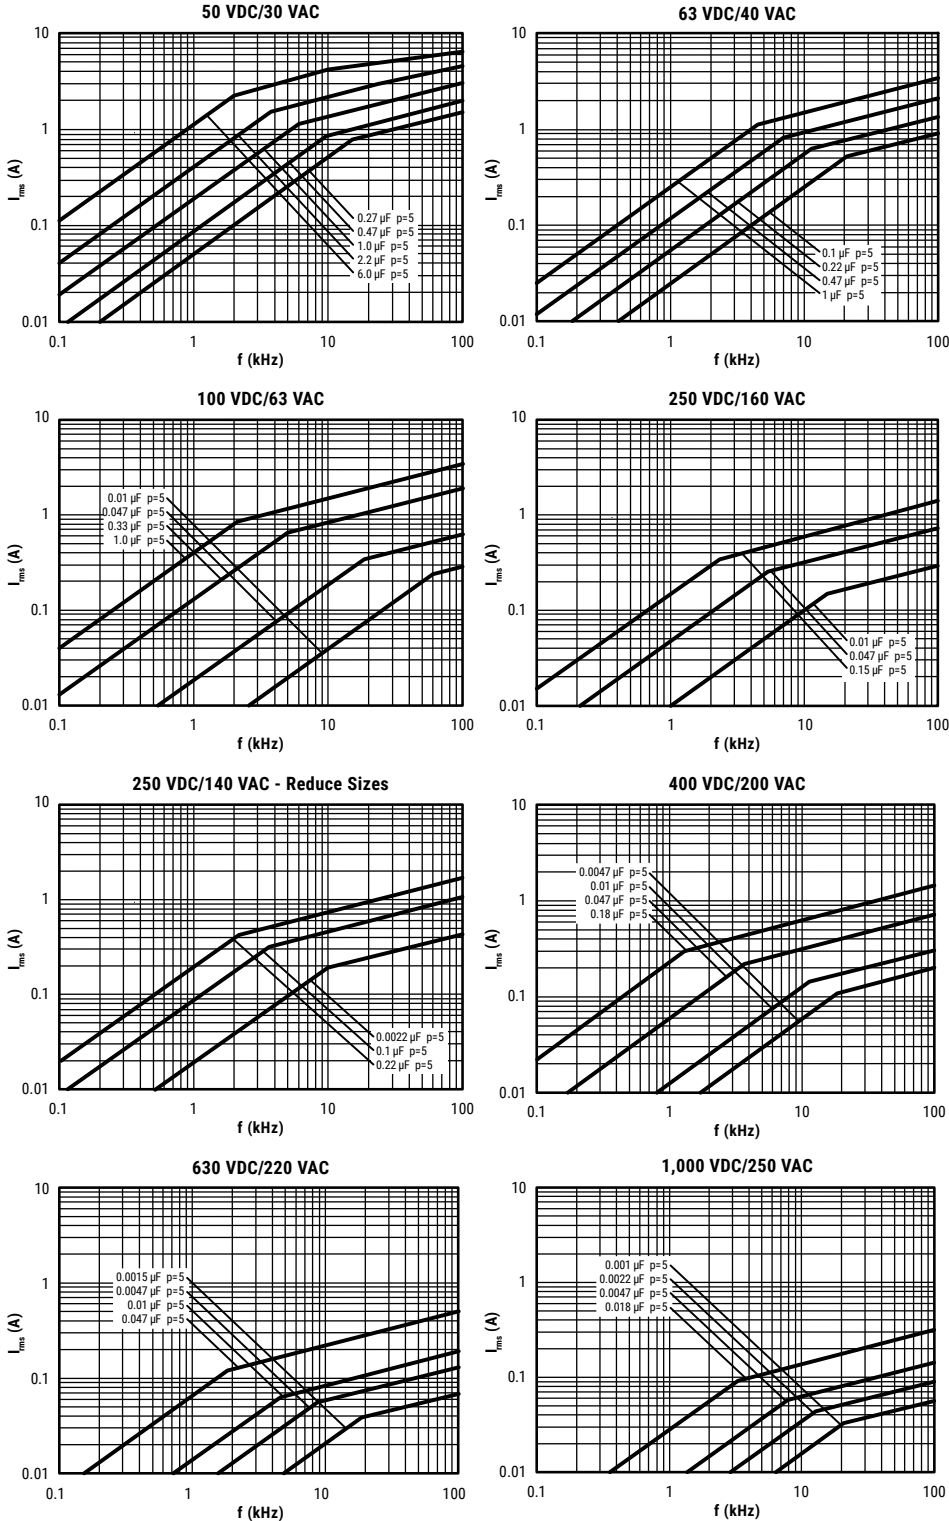 50 VDC/30 VAC
10
1
0.1
0.01
I rms (A)
0.27 µF p=5
0.47 µF p=5
1.0 µF p=5
2.2 µF p=5
6.0 µF p=5
0.1 1 10 100
f (kHz)
63 VDC/40 VAC
10
1
0.1
0.01
I rms (A)
0.1 µF p=5
0.22 µF p=5
0.47 µF p=5
1 µF p=5
0.1 1 10 100
f (kHz)
100 VDC/63 VAC
10
1
0.1
0.01
I rms (A)
0.01 µF p=5
0.047 µF p=5
0.33 µF p=5
1.0 µF p=5
0.1 1 10 100
f (kHz)
250 VDC/160 VAC
10
1
0.1
0.01
I rms (A)
0.01 µF p=5
0.047 µF p=5
0.15 µF p=5
0.1 1 10 100
f (kHz)
250 VDC/140 VAC - Reduce Sizes
10
1
0.1
0.01
I rms (A)
0.0022 µF p=5
0.1 µF p=5
0.22 µF p=5
0.1 1 10 100
f (kHz)
400 VDC/200 VAC
10
1
0.1
0.01
I rms (A)
0.0047 µF p=5
0.01 µF p=5
0.047 µF p=5
0.18 µF p=5
0.1 1 10 100
f (kHz)
630 VDC/220 VAC
10
1
0.1
0.01
I rms (A)
0.0015 µF p=5
0.0047 µF p=5
0.01 µF p=5
0.047 µF p=5
0.1 1 10 100
f (kHz)
1,000 VDC/250 VAC
10
1
0.1
0.01
I rms (A)
0.001 µF p=5
0.0022 µF p=5
0.0047 µF p=5
0.018 µF p=5
0.1 1 10 100
f (kHz)